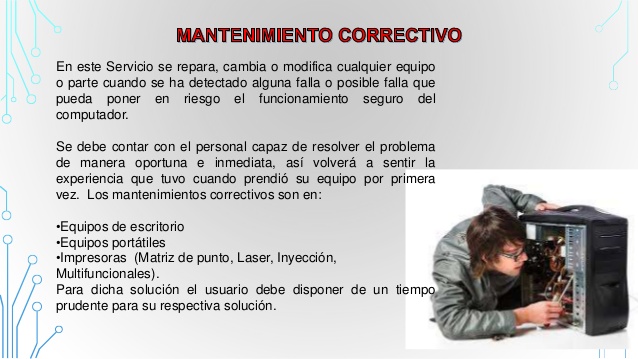 MANTENIMIENTO CORRECTIVO
En este Servicio se repara, cambia o modifica cualquier equipo
o parte cuando se ha detectado alguna falla o posible falla que
pueda poner en riesgo el funcionamiento seguro del
computador.
Se debe contar con el personal capaz de resolver el problema
de manera oportuna e inmediata, así volverá a sentir la
experiencia que tuvo cuando prendió su equipo por primera
vez. Los mantenimientos correctivos son en:
•Equipos de escritorio
•Equipos portátiles
•Impresoras (Matriz de punto, Laser, Inyección,
Multifuncionales).
Para dicha solución el usuario debe disponer de un tiempo
prudente para su respectiva solución.